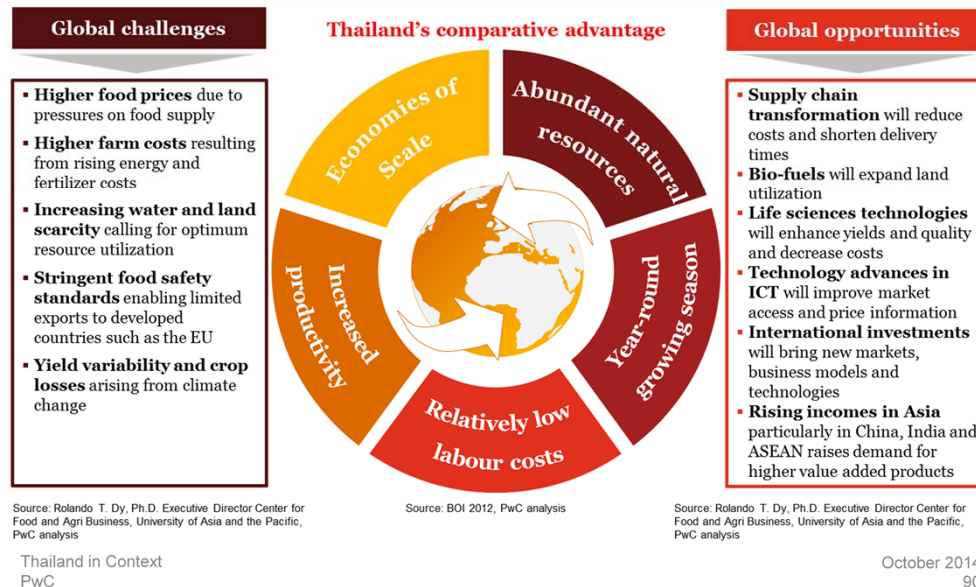 Global challenges
▪ Higher food prices due to
pressures on food supply
▪ Higher farm costs resulting
from rising energy and
fertilizer costs
▪ Increasing water and land
scarcity calling for optimum
resource utilization
▪ Stringent food safety
standards enabling limited
exports to developed
countries such as the EU
▪ Yield variability and crop
losses arising from climate
change
Source: Rolando T. Dy, Ph.D. Executive Director Center for
Food and Agri Business, University of Asia and the Pacific,
PwC analysis
Thailand's comparative advantage
Economies of
Scale
Abundant natural
resources
Year-round
growing season
Relatively low
labour costs
Increased
productivity
Source: BOI 2012, PwC analysis
Global opportunities
▪ Supply chain
transformation will reduce
costs and shorten delivery
times
▪ Bio-fuels will expand land
utilization
▪ Life sciences technologies
will enhance yields and quality
and decrease costs
▪ Technology advances in
ICT will improve market
access and price information
▪ International investments
will bring new markets,
business models and
technologies
▪ Rising incomes in Asia
particularly in China, India and
ASEAN raises demand for
higher value added products
Source: Rolando T. Dy, Ph.D. Executive Director Center for
Food and Agri Business, University of Asia and the Pacific,
PwC analysis
Thailand in Context
PwC
October 2014